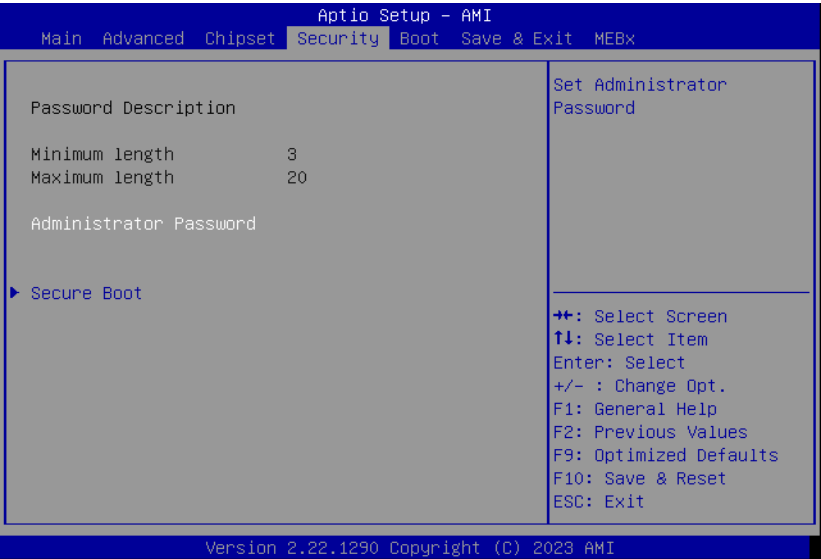 Aptio Setup – AMI
Main Advanced Chipset Security Boot Save & Exit MEBx
Password Description
Minimum length 3
Maximum length 20
Administrator Password
▶ Secure Boot
Set Administrator
Password
→←: Select Screen
↑↓: Select Item
Enter: Select
+/- : Change Opt.
F1: General Help
F2: Previous Values
F9: Optimized Defaults
F10: Save & Reset
ESC: Exit
Version 2.22.1290 Copyright (C) 2023 AMI